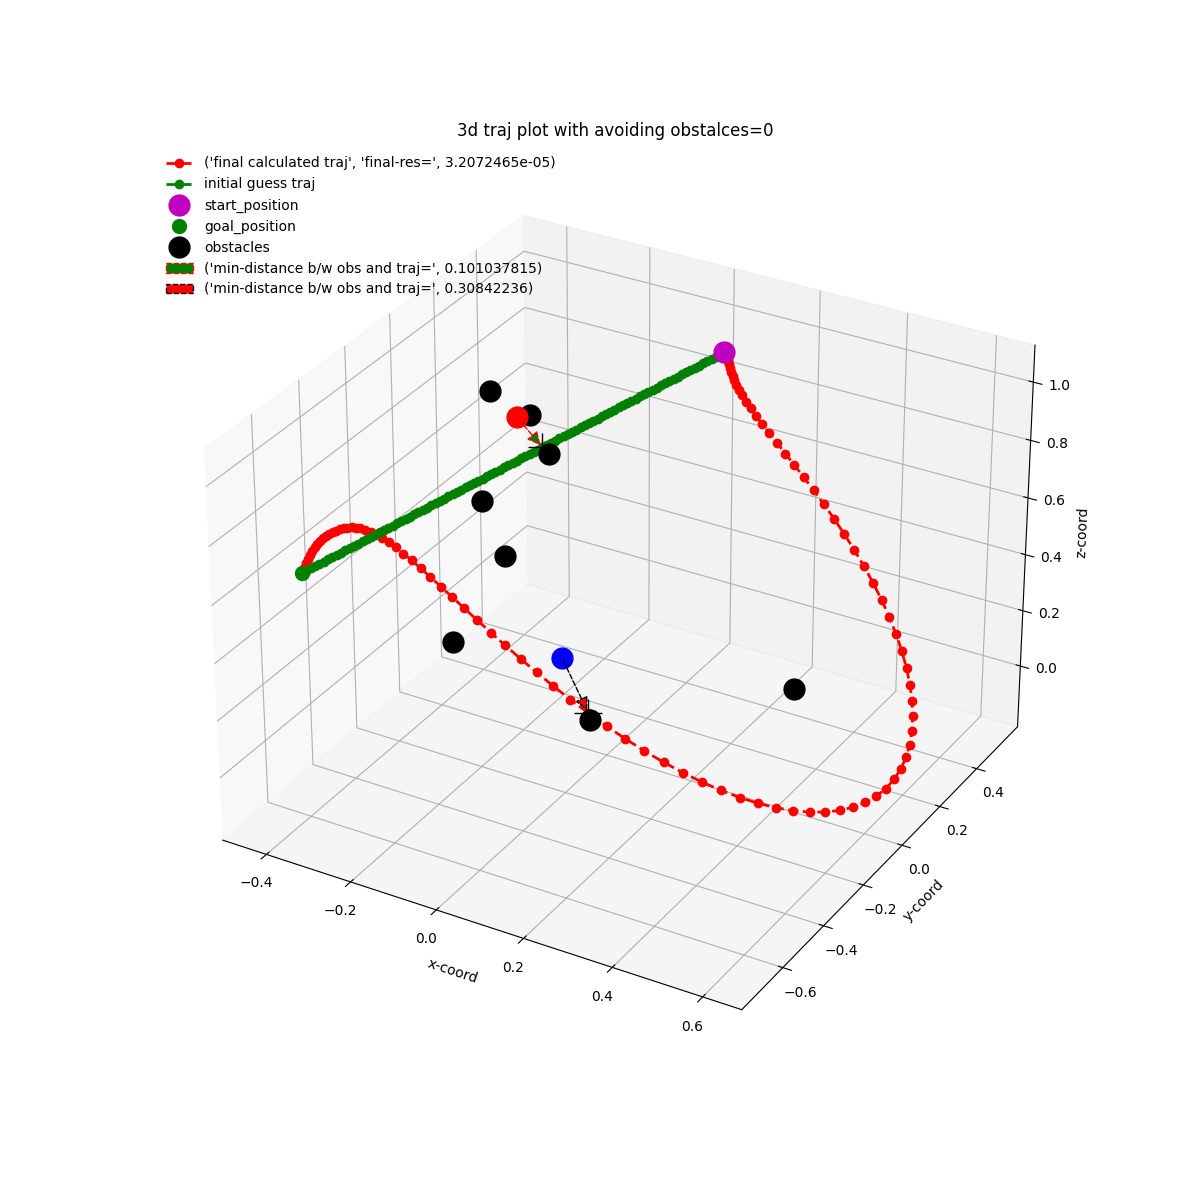 3d traj plot with avoiding obstalces=0
('final calculated traj', 'final-res=', 3.2072465e-05)
initial guess traj
start_position
goal_position
obstacles
('min-distance b/w obs and traj=', 0.101037815)
('min-distance b/w obs and traj=', 0.30842236)
1.0
0.8
0.6
0.4
0.2
0.0
z-coord
0.4
0.2
0.0
−0.2
−0.4
−0.6
y-coord
−0.4
−0.2
0.0
0.2
0.4
0.6
x-coord